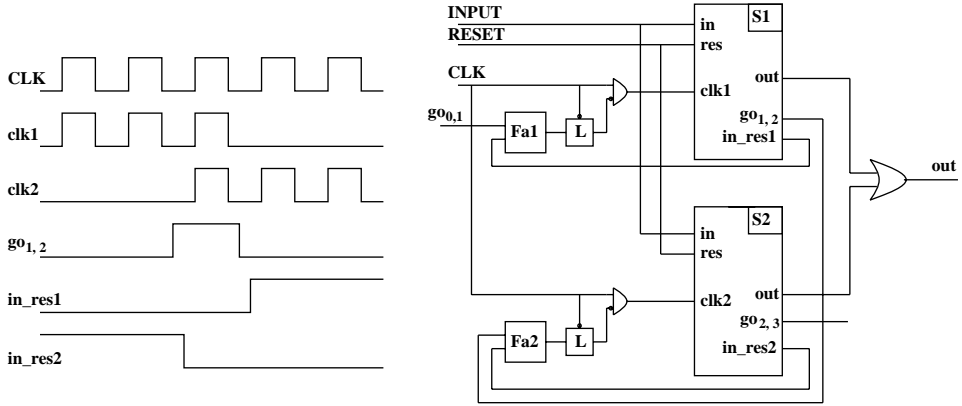 CLK
clk1
clk2
go1, 2
in_res1
in_res2
INPUT
RESET
CLK
go0,1
Fa1
L
S1
in
res
clk1
out
go1, 2
in_res1
out
S2
in
res
clk2
out
go2, 3
in_res2
Fa2
L